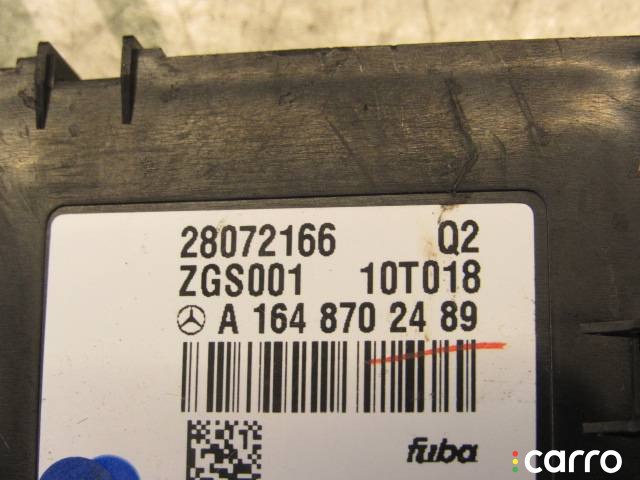 28072166 Q2
ZGS001 10T018
A 164 870 24 89
fuba
carro